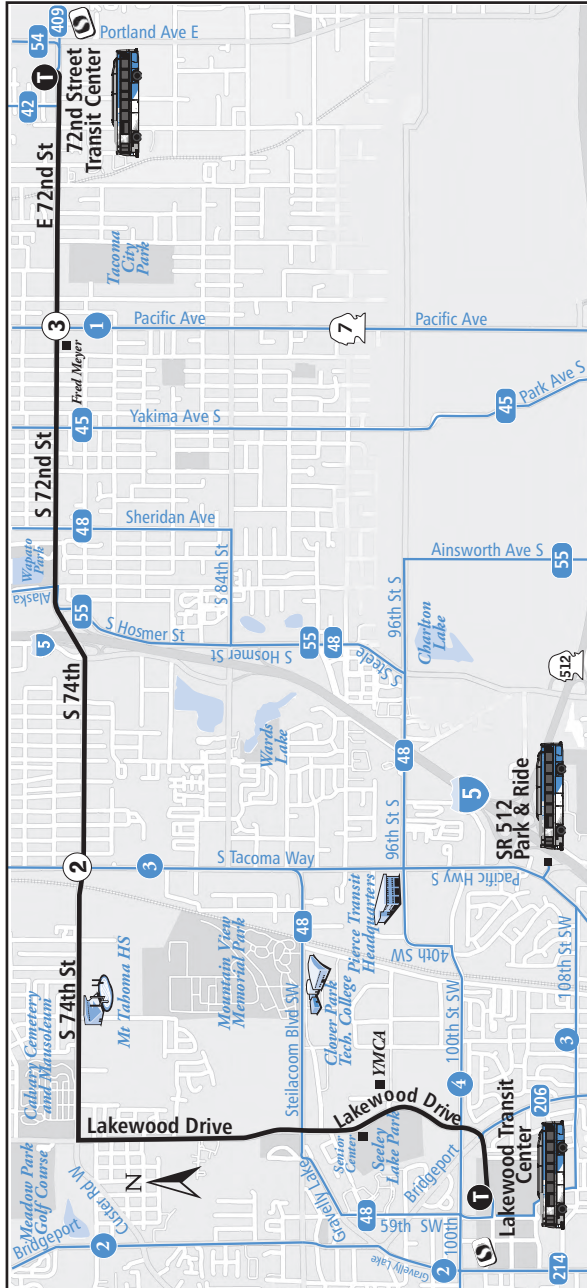 409
54
42
Portland Ave E
T
72nd Street
Transit Center
E 72nd St
Tacoma
City
Park
3
1
Pacific Ave
7
Pacific Ave
Fred Meyer
45
Yakima Ave S
45
Park Ave S
S 72nd St
48
Sheridan Ave
Wapato
Park
Alaska
S 84th St
Ainsworth Ave S
55
55
S Hosmer St
S Hosmer St
55
48
S Steele
96th St S
Charlton
Lake
5
S 74th
512
Wards
Lake
48
96th St S
5
SR 512
Park & Ride
2
3
S Tacoma Way
Pacific Hwy S
S 74th St
Mt Tahoma HS
Mountain View
Memorial Park
48
Clover Park
Tech. College
Pierce Transit
Headquarters
40th SW
108th St SW
Calvary Cemetery
and Mausoleum
Steilacoom Blvd SW
YMCA
100th St SW
3
Lakewood Drive
Lakewood Drive
4
206
Meadow Park
Golf Course
Custer Rd W
N
Senior
Center
Seeley
Lake Park
Gravelly Lake
Bridgeport
T
Lakewood Transit
Center
Bridgeport
2
48
59th SW
100th
Gravelly Lake
2
214
S
S